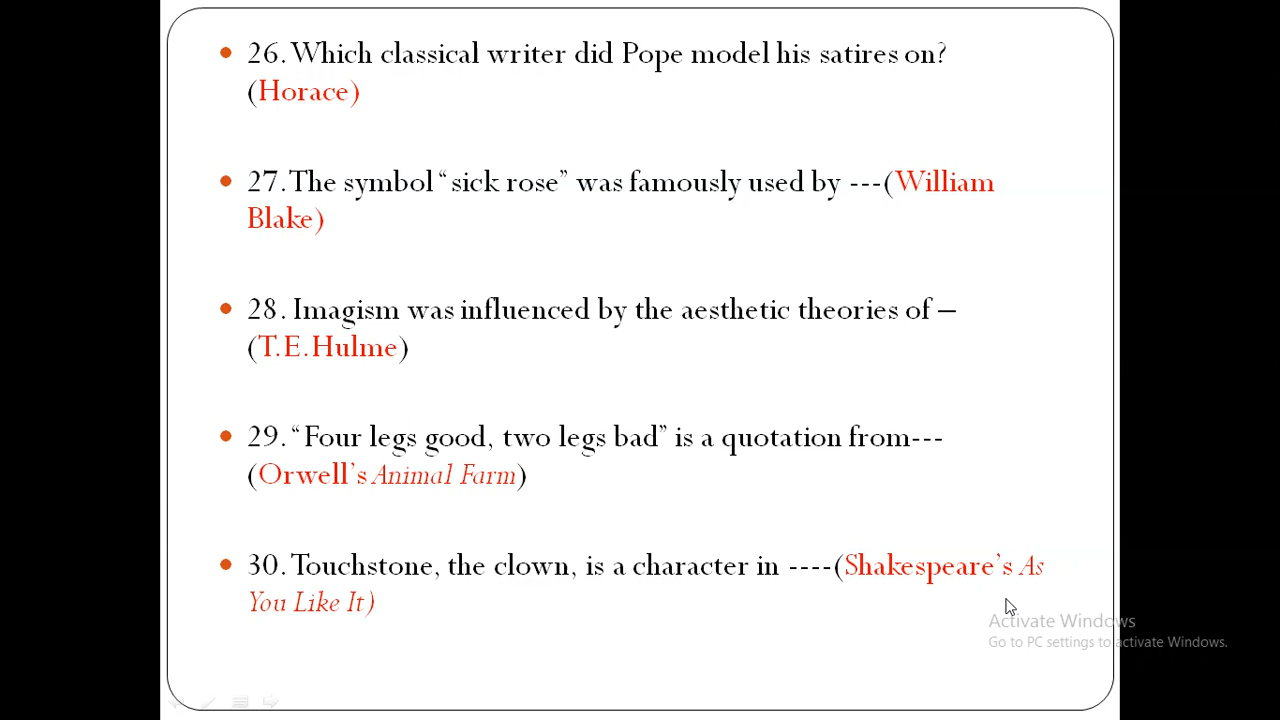 • 26. Which classical writer did Pope model his satires on?
(Horace)
• 27. The symbol “sick rose” was famously used by ---(William
Blake)
• 28. Imagism was influenced by the aesthetic theories of –
(T.E.Hulme)
• 29. “Four legs good, two legs bad” is a quotation from---
(Orwell’s Animal Farm)
• 30. Touchstone, the clown, is a character in ----(Shakespeare’s As
You Like It)
Activate Windows
Go to PC settings to activate Windows.